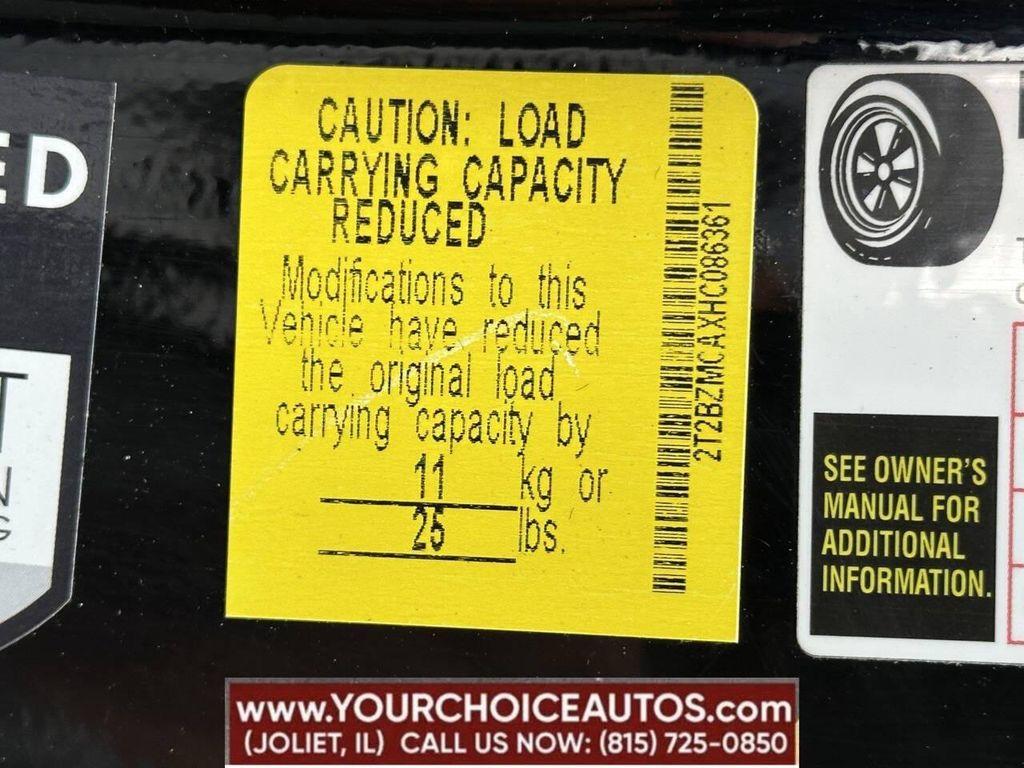 ED
T
N
G
CAUTION: LOAD
CARRYING CAPACITY
REDUCED
Modifications to this
Vehicle have reduced
the original load
carrying capacity by
11 kg or
25 lbs.
2T2BZMCAXHC086361
SEE OWNER'S
MANUAL FOR
ADDITIONAL
INFORMATION.
www.YOURCHOICEAUTOS.com
(JOLIET, IL) CALL US NOW: (815) 725-0850